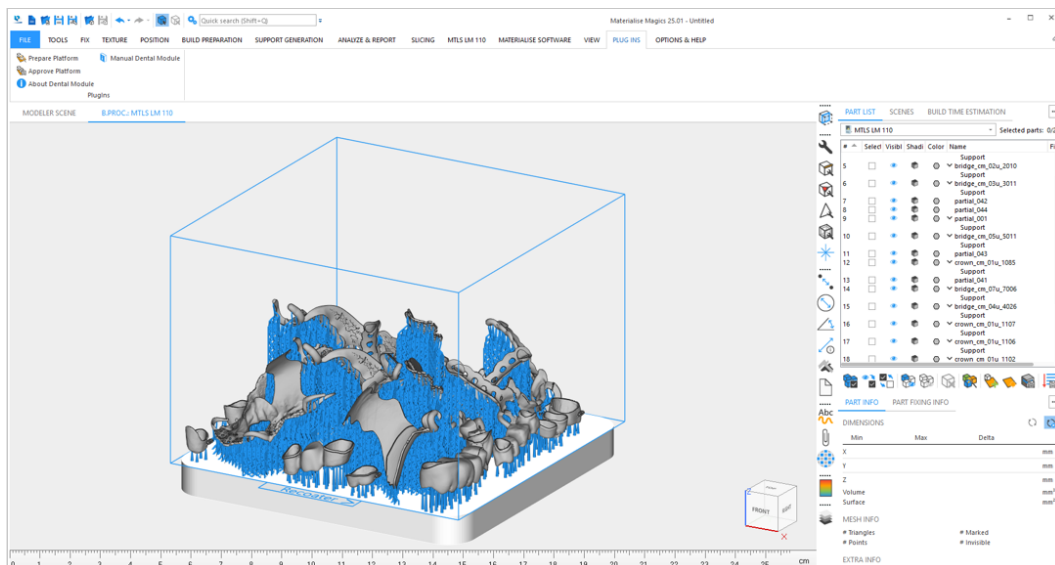 Quick search (Shift+Q)
Materialise Magics 25.01 - Untitled
FILE TOOLS FIX TEXTURE POSITION BUILD PREPARATION SUPPORT GENERATION ANALYZE & REPORT SLICING MTLS LM 110 MATERIALISE SOFTWARE VIEW PLUG INS OPTIONS & HELP
Prepare Platform Manual Dental Module
Approve Platform
About Dental Module
PlugIns
MODELER SCENE B.PROC.: MTLS LM 110
PART LIST SCENES BUILD TIME ESTIMATION
MTLS LM 110 Selected parts: 0/2
# Select Visibl Shadi Color Name Fi
Support
5 bridge_cm_02u_2010
Support
6 bridge_cm_03u_3011
Support
7 partial_042
8 partial_044
9 partial_001
Support
10 bridge_cm_05u_3011
Support
11 partial_043
12 crown_cm_01u_1085
Support
13 partial_041
14 bridge_cm_07u_7006
Support
15 bridge_cm_04u_4026
Support
16 crown_cm_01u_1107
Support
17 crown_cm_01u_1106
Support
18 crown_cm_01u_1102
Abc
PART INFO PART FIXING INFO
DIMENSIONS
Min Max Delta
X mm
Y mm
Z mm
Volume mm³
Surface mm²
MESH INFO
# Triangles # Marked
# Points # Invisible
EXTRA INFO
Recoater
Z
FRONT RIGHT
X
0 1 2 3 4 5 6 7 8 9 10 11 12 13 14 15 16 17 18 19 20 21 22 23 24 25 cm